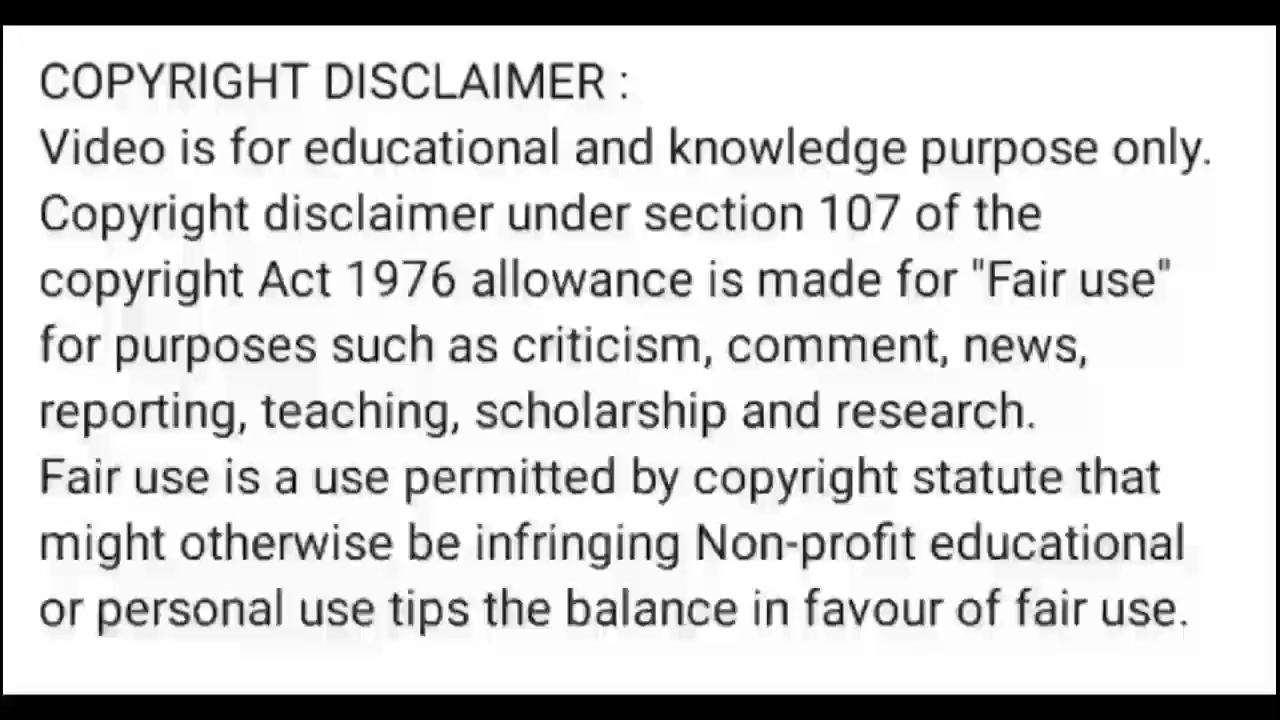 COPYRIGHT DISCLAIMER :
Video is for educational and knowledge purpose only.
Copyright disclaimer under section 107 of the
copyright Act 1976 allowance is made for "Fair use"
for purposes such as criticism, comment, news,
reporting, teaching, scholarship and research.
Fair use is a use permitted by copyright statute that
might otherwise be infringing Non-profit educational
or personal use tips the balance in favour of fair use.